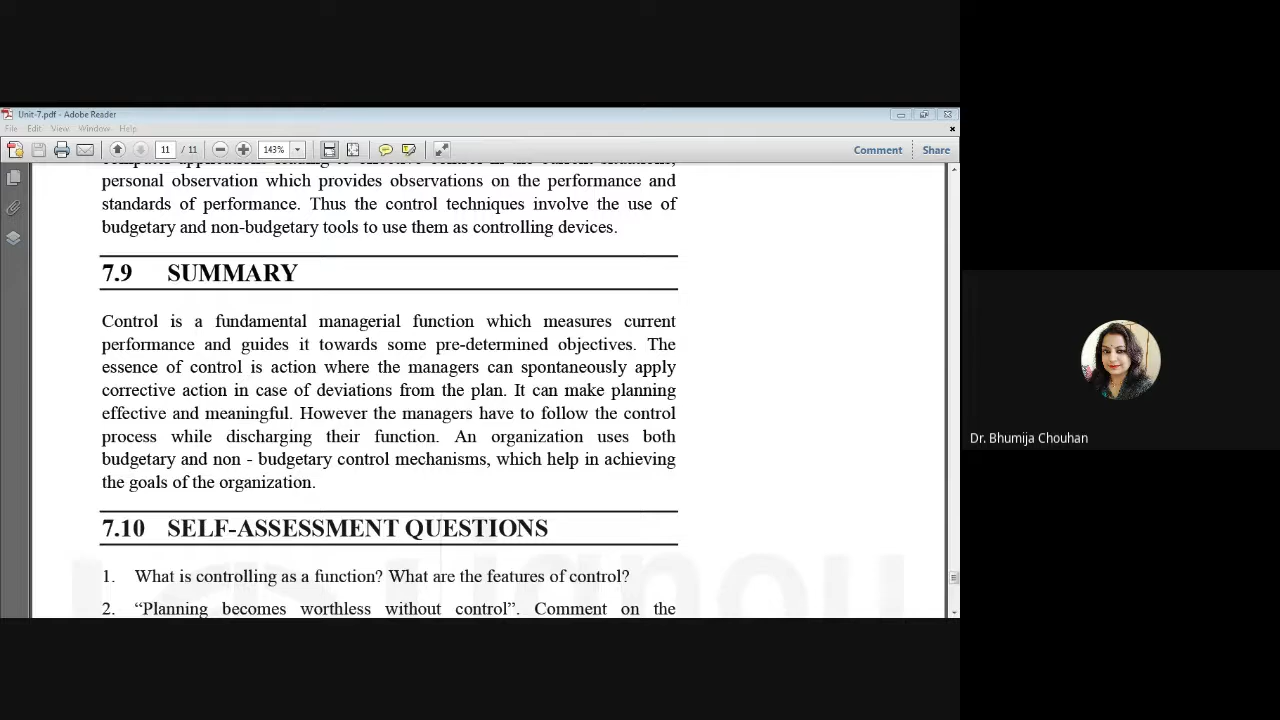 Unit-7.pdf - Adobe Reader
File Edit View Window Help
11 / 11 143% Comment Share
personal observation which provides observations on the performance and
standards of performance. Thus the control techniques involve the use of
budgetary and non-budgetary tools to use them as controlling devices.
7.9 SUMMARY
Control is a fundamental managerial function which measures current
performance and guides it towards some pre-determined objectives. The
essence of control is action where the managers can spontaneously apply
corrective action in case of deviations from the plan. It can make planning
effective and meaningful. However the managers have to follow the control
process while discharging their function. An organization uses both
budgetary and non - budgetary control mechanisms, which help in achieving
the goals of the organization.
7.10 SELF-ASSESSMENT QUESTIONS
1. What is controlling as a function? What are the features of control?
2. “Planning becomes worthless without control”. Comment on the
Dr. Bhumija Chouhan